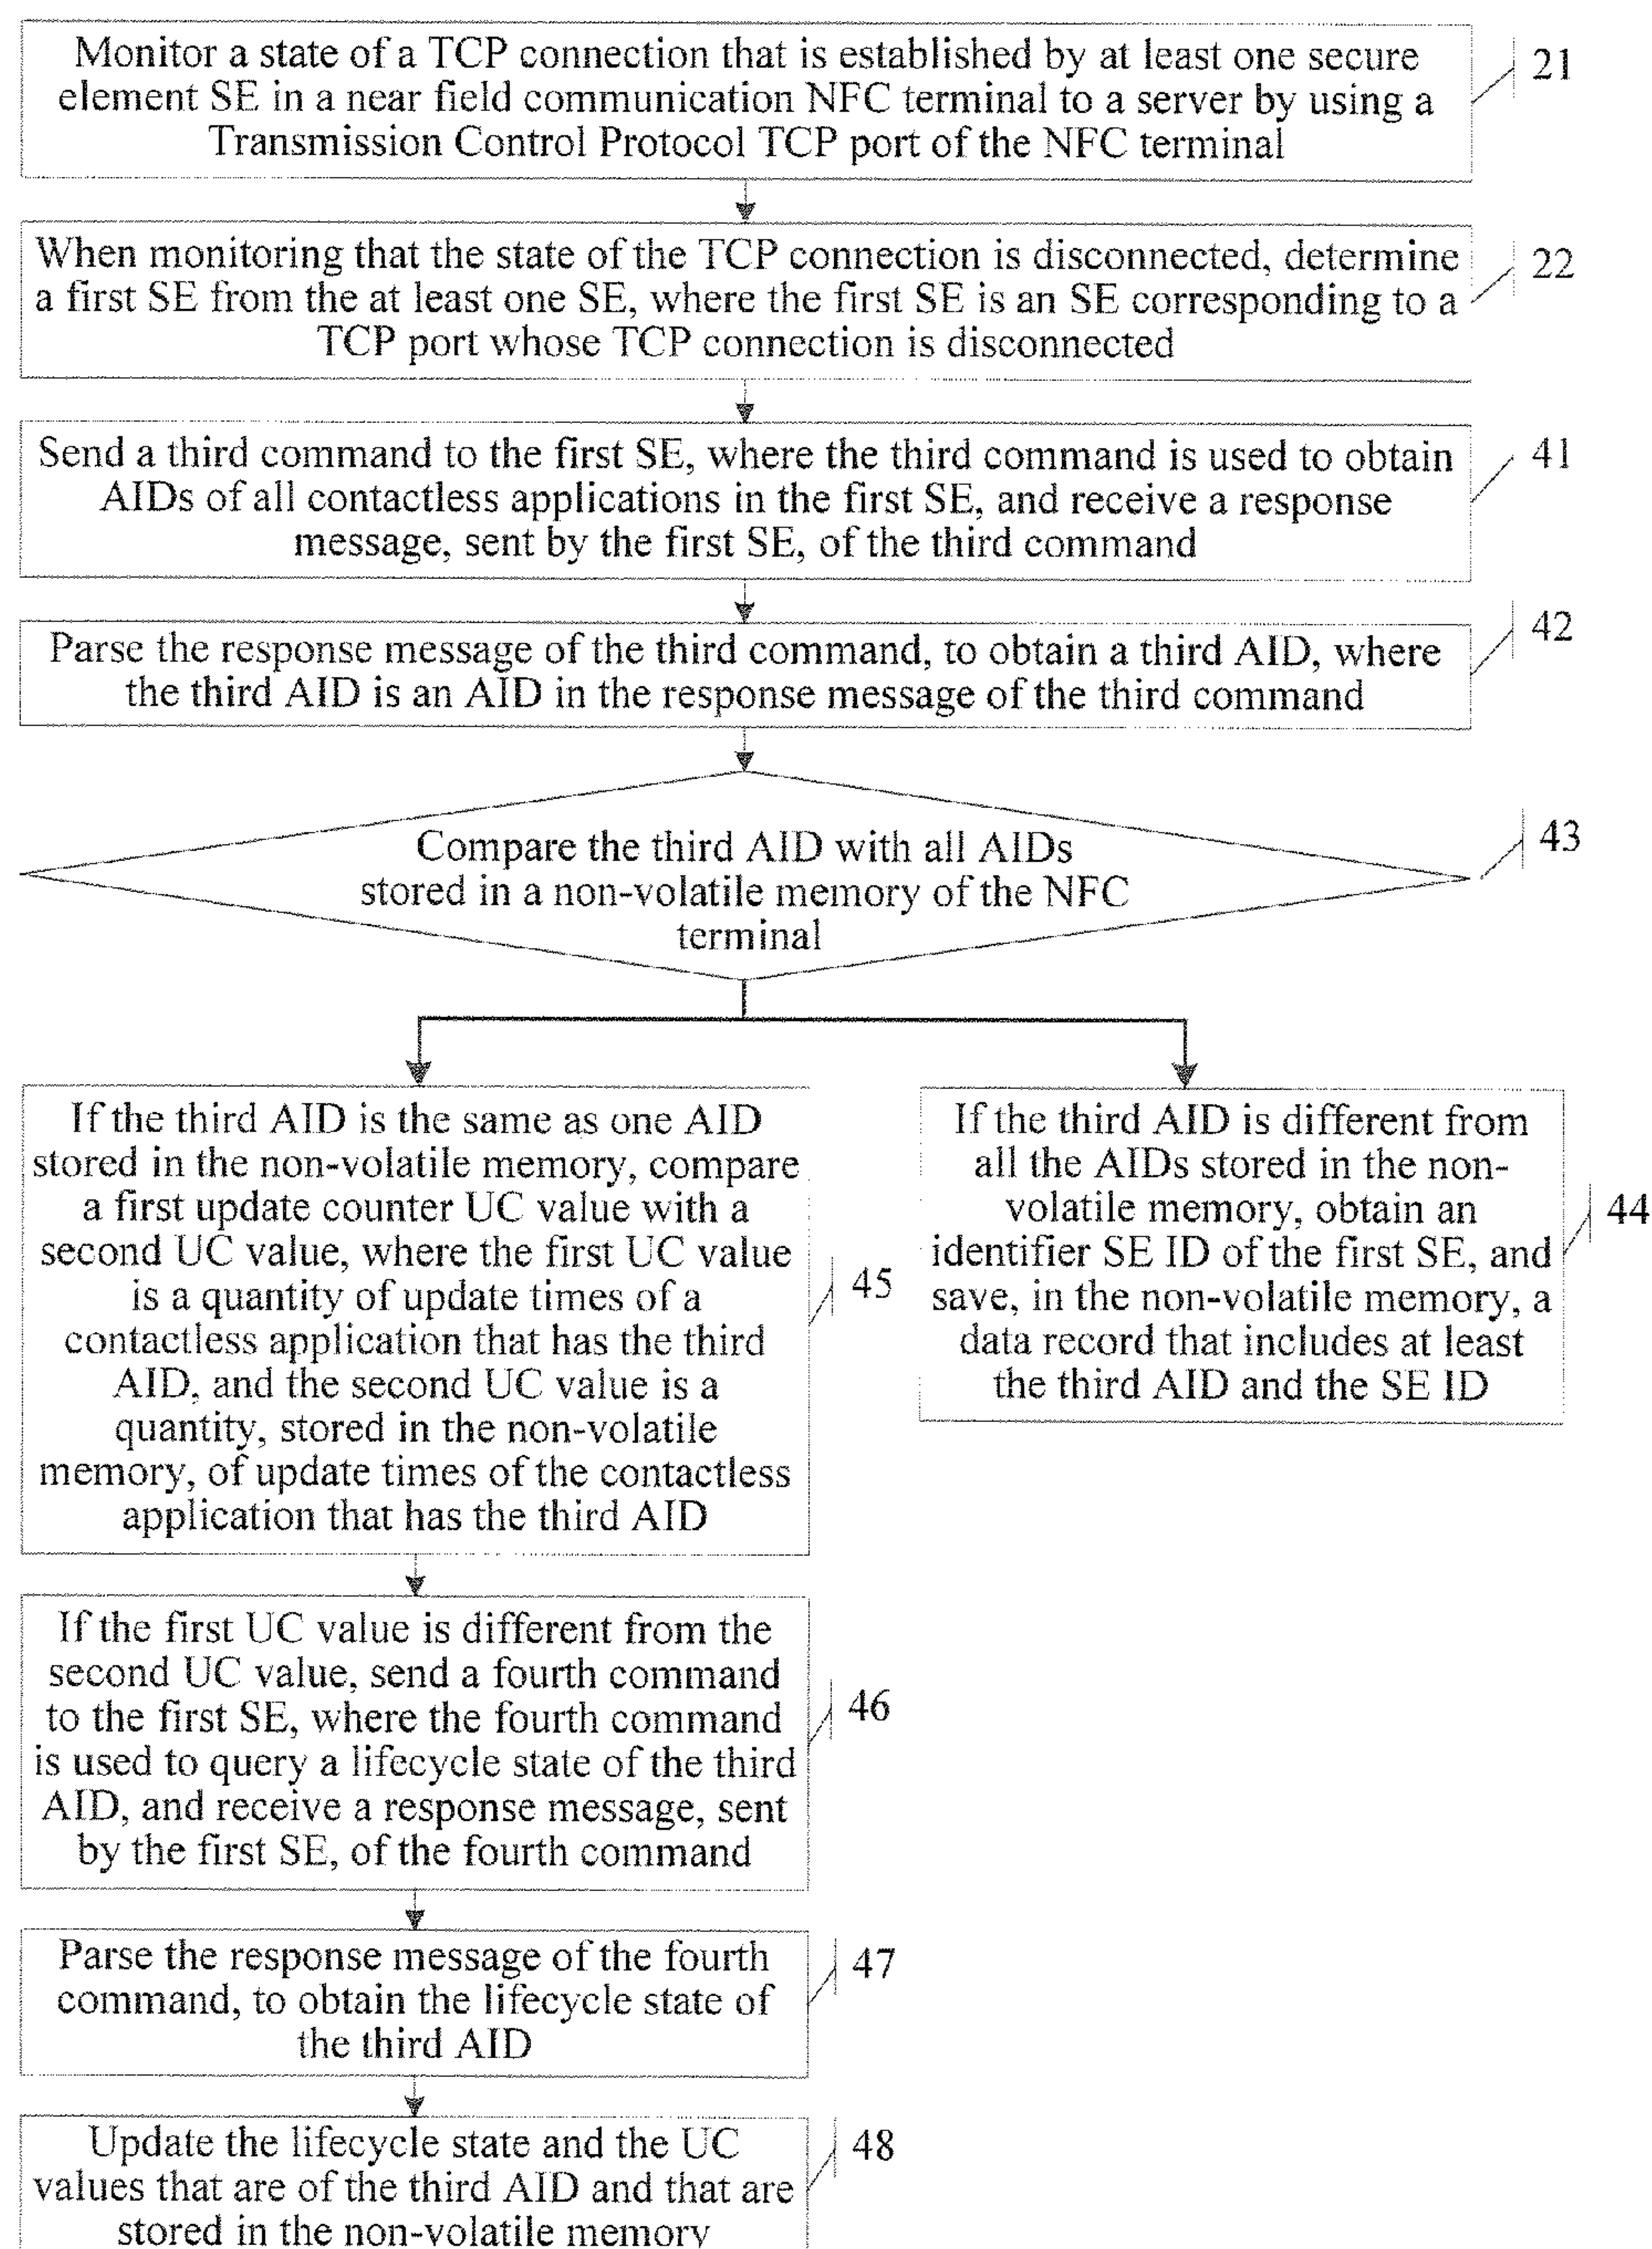 Monitor a state of a TCP connection that is established by at least one secure
element SE in a near field communication NFC terminal to a server by using a
Transmission Control Protocol TCP port of the NFC terminal
21
When monitoring that the state of the TCP connection is disconnected, determine
a first SE from the at least one SE, where the first SE is an SE corresponding to a
TCP port whose TCP connection is disconnected
22
Send a third command to the first SE, where the third command is used to obtain
AIDs of all contactless applications in the first SE, and receive a response
message, sent by the first SE, of the third command
41
Parse the response message of the third command, to obtain a third AID, where
the third AID is an AID in the response message of the third command
42
Compare the third AID with all AIDs
stored in a non-volatile memory of the NFC
terminal
43
If the third AID is the same as one AID
stored in the non-volatile memory, compare
a first update counter UC value with a
second UC value, where the first UC value
is a quantity of update times of a
contactless application that has the third
AID, and the second UC value is a
quantity, stored in the non-volatile
memory, of update times of the contactless
application that has the third AID
45
If the third AID is different from
all the AIDs stored in the non-
volatile memory, obtain an
identifier SE ID of the first SE, and
save, in the non-volatile memory, a
data record that includes at least
the third AID and the SE ID
44
If the first UC value is different from the
second UC value, send a fourth command
to the first SE, where the fourth command
is used to query a lifecycle state of the third
AID, and receive a response message, sent
by the first SE, of the fourth command
46
Parse the response message of the fourth
command, to obtain the lifecycle state of
the third AID
47
Update the lifecycle state and the UC
values that are of the third AID and that are
stored in the non-volatile memory
48